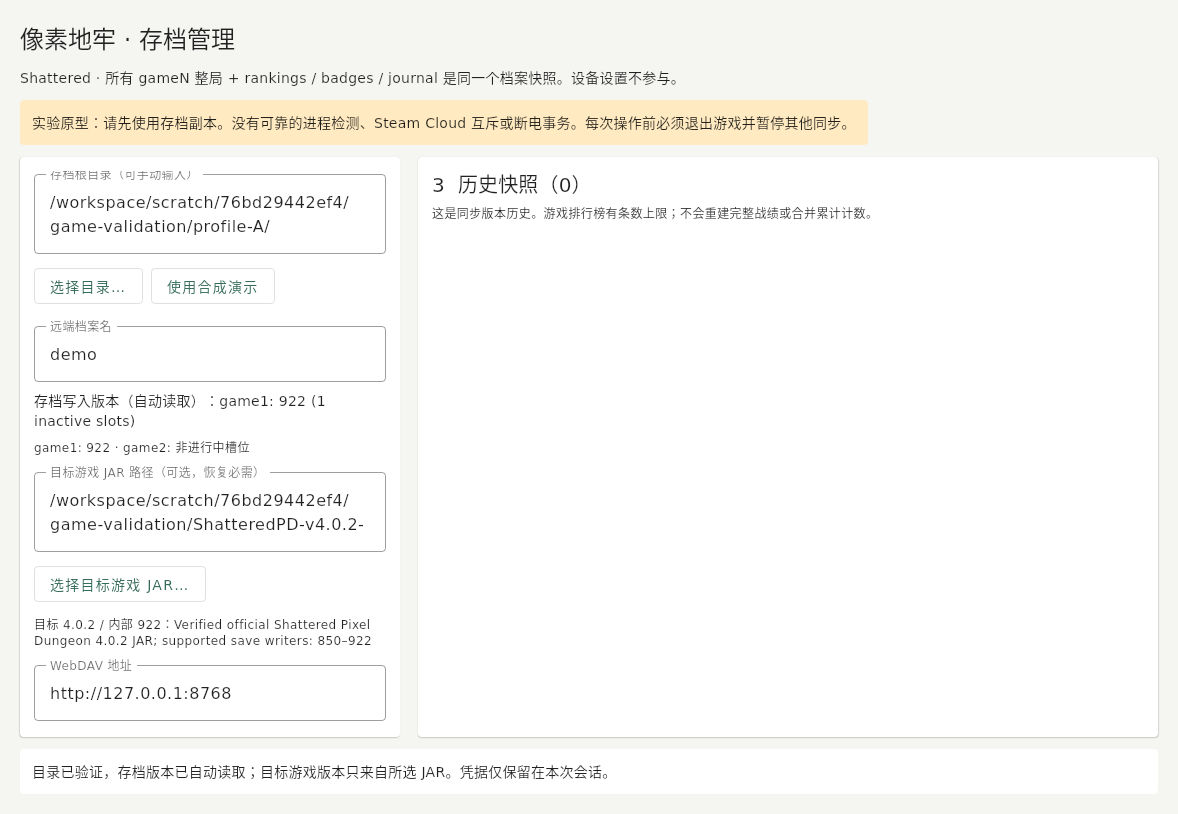 像素地牢 · 存档管理
Shattered · 所有 gameN 整局 + rankings / badges / journal 是同一个档案快照。设备设置不参与。
实验原型：请先使用存档副本。没有可靠的进程检测、Steam Cloud 互斥或断电事务。每次操作前必须退出游戏并暂停其他同步。
存档根目录（可手动输入）
/workspace/scratch/76bd29442ef4/
game-validation/profile-A/
选择目录…
使用合成演示
远端档案名
demo
存档写入版本（自动读取）：game1: 922 (1
inactive slots)
game1: 922 · game2: 非进行中槽位
目标游戏 JAR 路径（可选，恢复必需）
/workspace/scratch/76bd29442ef4/
game-validation/ShatteredPD-v4.0.2-
选择目标游戏 JAR…
目标 4.0.2 / 内部 922：Verified official Shattered Pixel
Dungeon 4.0.2 JAR; supported save writers: 850–922
WebDAV 地址
http://127.0.0.1:8768
3 历史快照（0）
这是同步版本历史。游戏排行榜有条数上限；不会重建完整战绩或合并累计计数。
目录已验证，存档版本已自动读取；目标游戏版本只来自所选 JAR。凭据仅保留在本次会话。